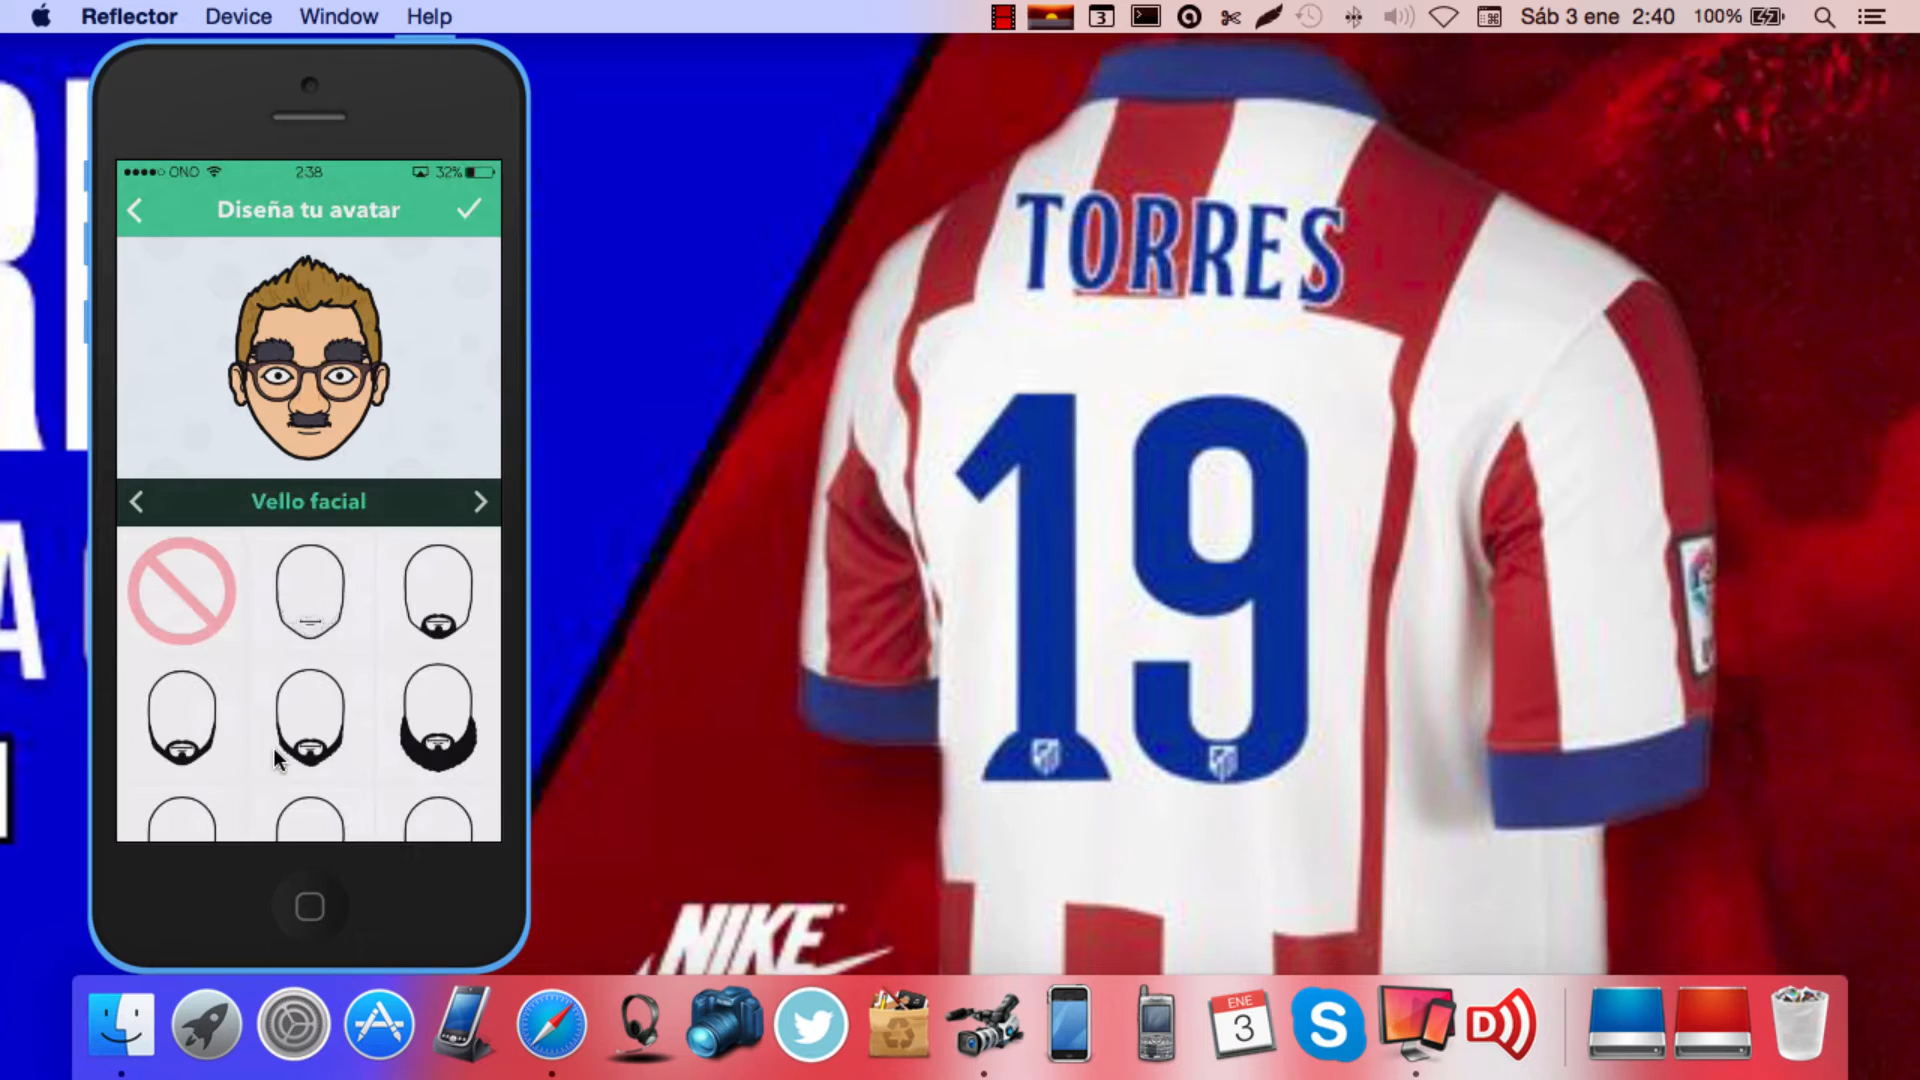 Reflector Device Window Help
3
Sáb 3 ene 2:40 100%
ONO 2:38 32%
Diseña tu avatar
Vello facial
TORRES
19
NIKE
ENE
3
S
D